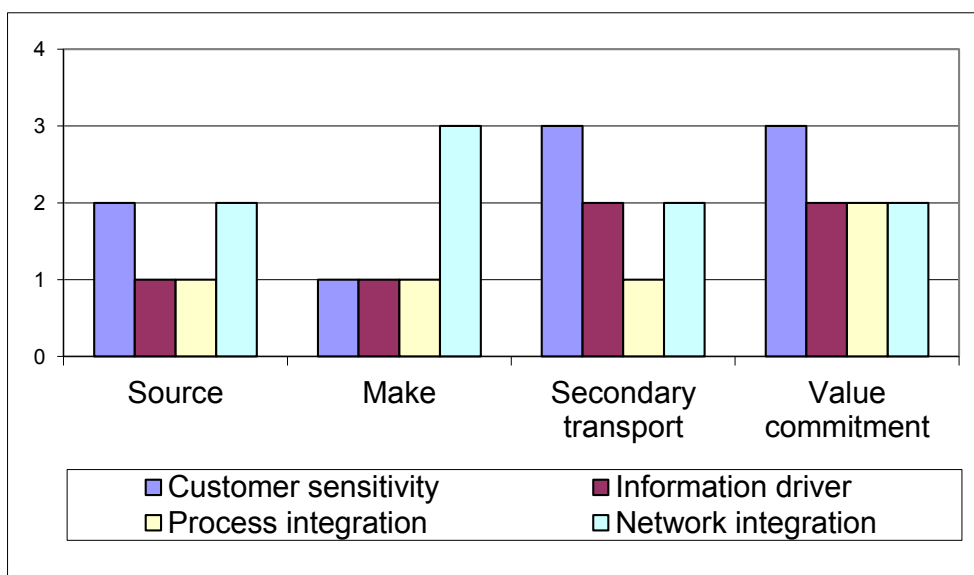 4
3
2
1
0
Source Make Secondary transport Value commitment
Customer sensitivity Information driver
Process integration Network integration